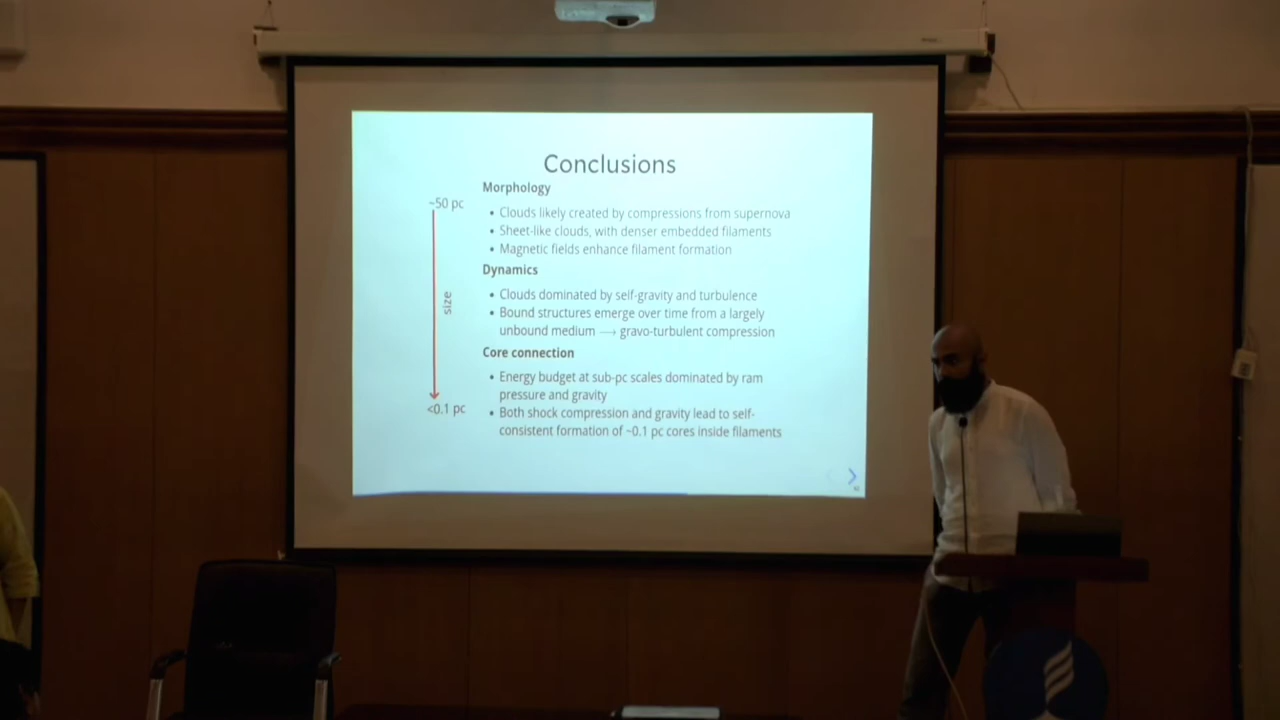 Conclusions
Morphology
~50 pc
• Clouds likely created by compressions from supernova
• Sheet-like clouds, with denser embedded filaments
• Magnetic fields enhance filament formation
Dynamics
• Clouds dominated by self-gravity and turbulence
size
• Bound structures emerge over time from a largely
unbound medium ⟶ gravo-turbulent compression
Core connection
• Energy budget at sub-pc scales dominated by ram
pressure and gravity
<0.1 pc
• Both shock compression and gravity lead to self-
consistent formation of ~0.1 pc cores inside filaments